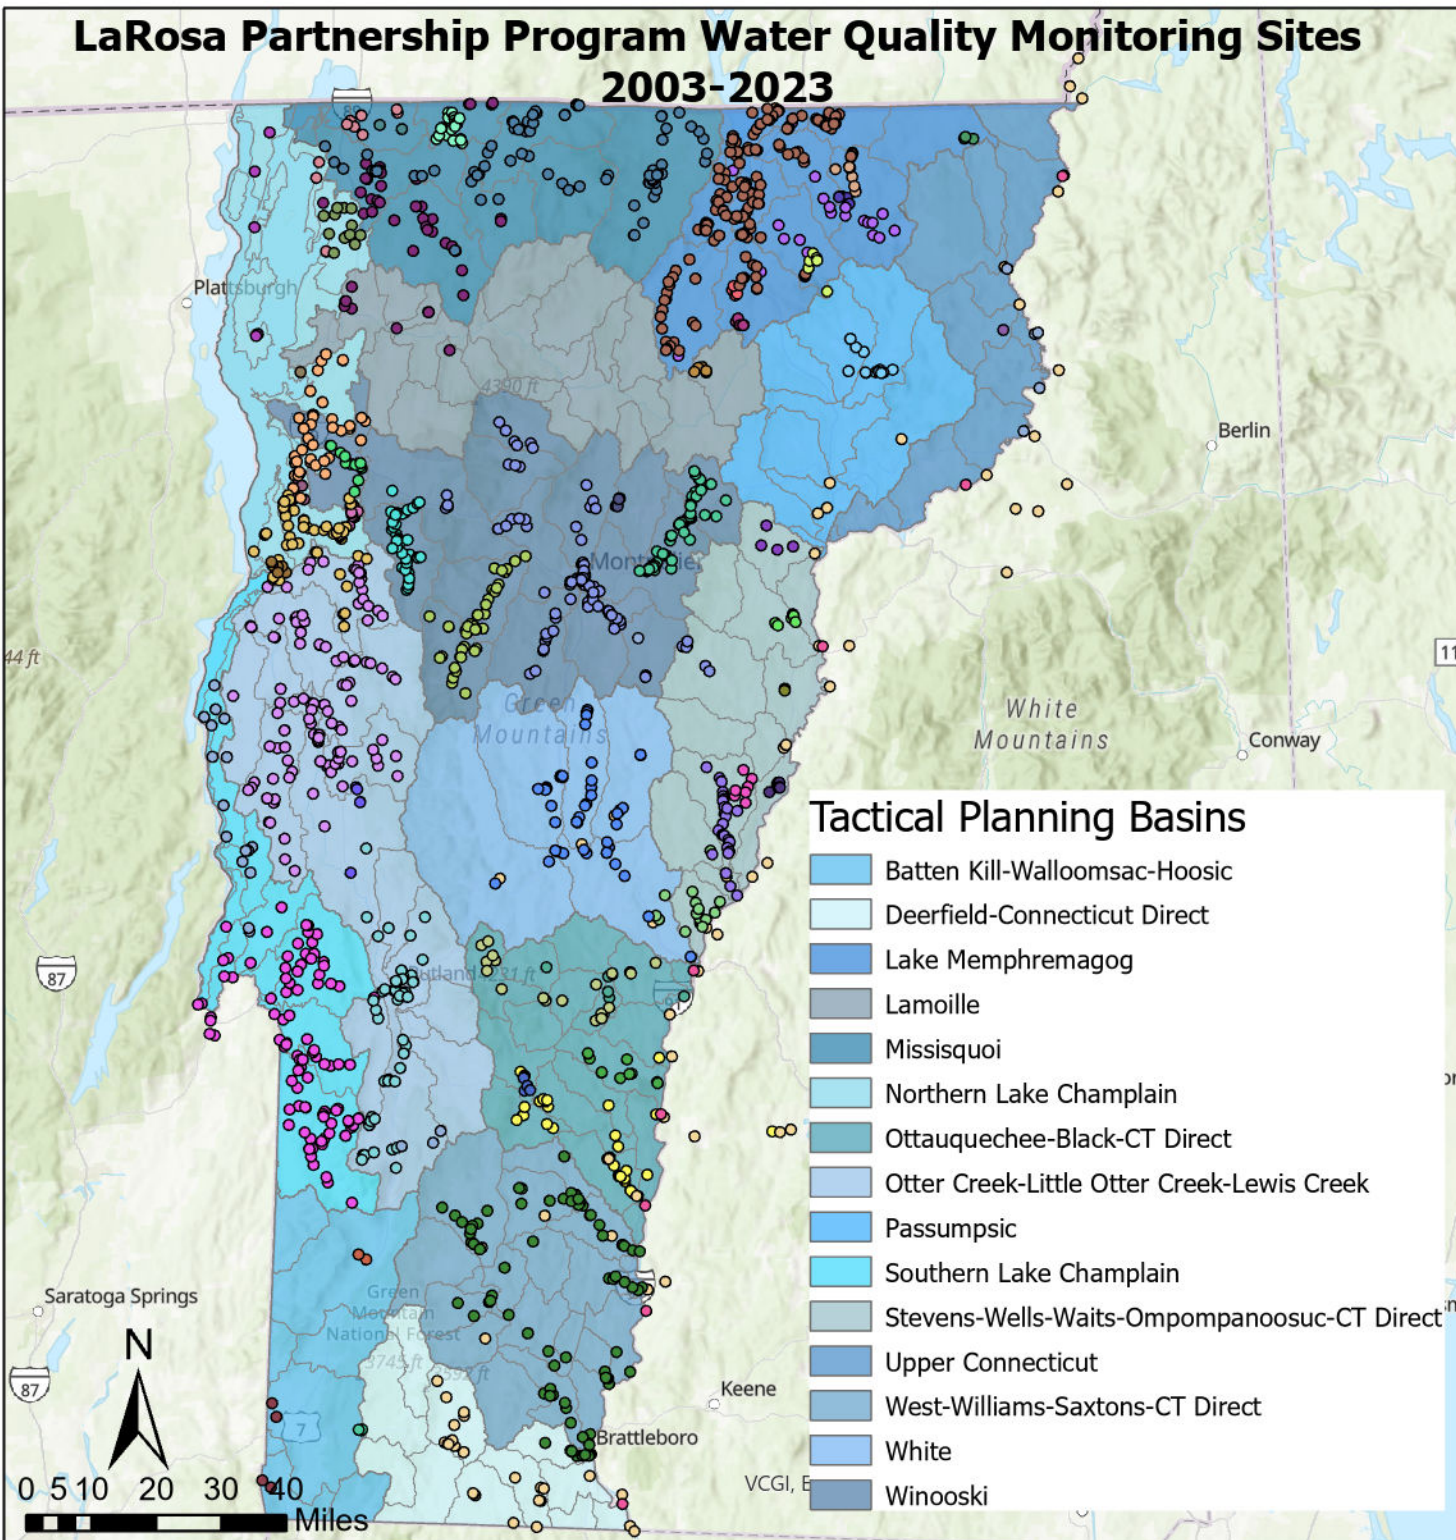 LaRosa Partnership Program Water Quality Monitoring Sites
2003-2023
89
Plattsburgh
4390 ft
Berlin
Montpelier
44 ft
11
Green
Mountains
White
Mountains
Conway
Tactical Planning Basins
Batten Kill-Walloomsac-Hoosic
Deerfield-Connecticut Direct
Lake Memphremagog
Lamoille
Missisquoi
Northern Lake Champlain
Ottauquechee-Black-CT Direct
Otter Creek-Little Otter Creek-Lewis Creek
Passumpsic
Southern Lake Champlain
Stevens-Wells-Waits-Ompompanoosuc-CT Direct
Upper Connecticut
West-Williams-Saxtons-CT Direct
White
Winooski
87
Rutland
91
Saratoga Springs
Green
Mountain
National Forest
3745 ft
87
Keene
7
Brattleboro
VCGI, E
N
0 5 10 20 30 40
Miles